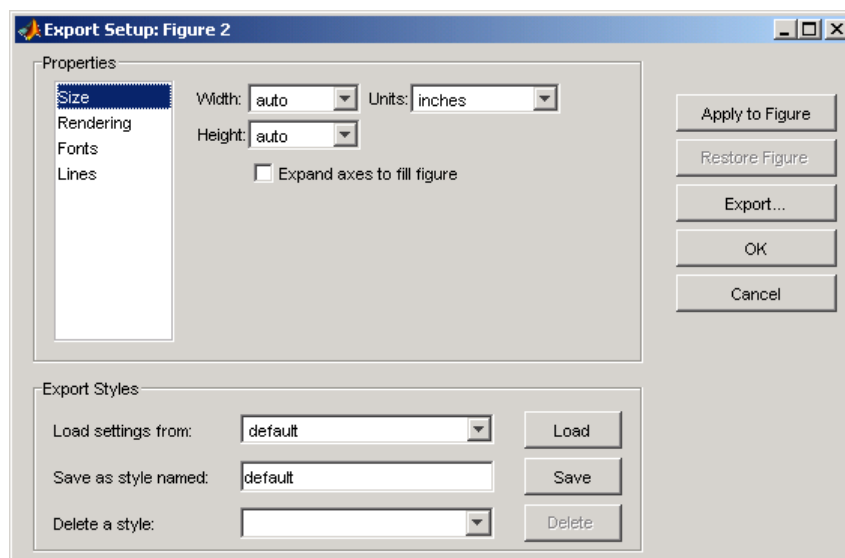 Export Setup: Figure 2
Properties
Size
Rendering
Fonts
Lines
Width: auto Units: inches
Height: auto
Expand axes to fill figure
Apply to Figure
Restore Figure
Export...
OK
Cancel
Export Styles
Load settings from: default Load
Save as style named: default Save
Delete a style: Delete